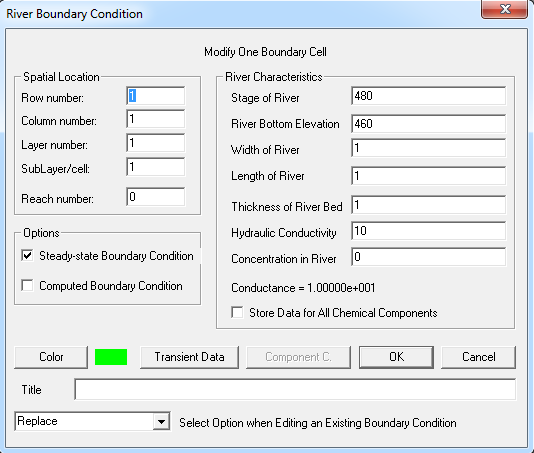 River Boundary Condition
Modify One Boundary Cell
Spatial Location
Row number: 1
Column number: 1
Layer number: 1
SubLayer/cell: 1
Reach number: 0
Options
Steady-state Boundary Condition
Computed Boundary Condition
River Characteristics
Stage of River 480
River Bottom Elevation 460
Width of River 1
Length of River 1
Thickness of River Bed 1
Hydraulic Conductivity 10
Concentration in River 0
Conductance = 1.00000e+001
Store Data for All Chemical Components
Color Transient Data Component C. OK Cancel
Title
Replace Select Option when Editing an Existing Boundary Condition